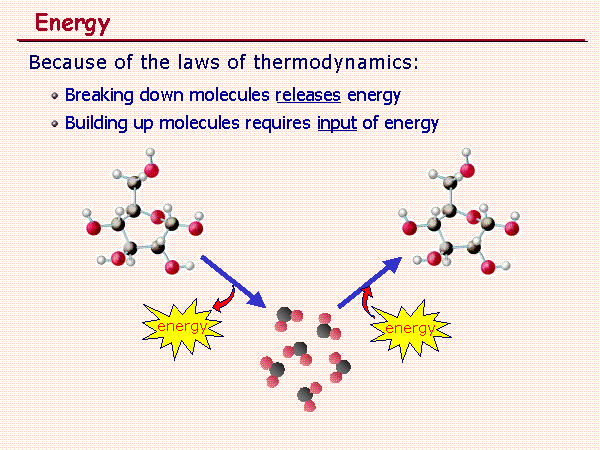 Energy
Because of the laws of thermodynamics:
Breaking down molecules releases energy
Building up molecules requires input of energy
energy
energy